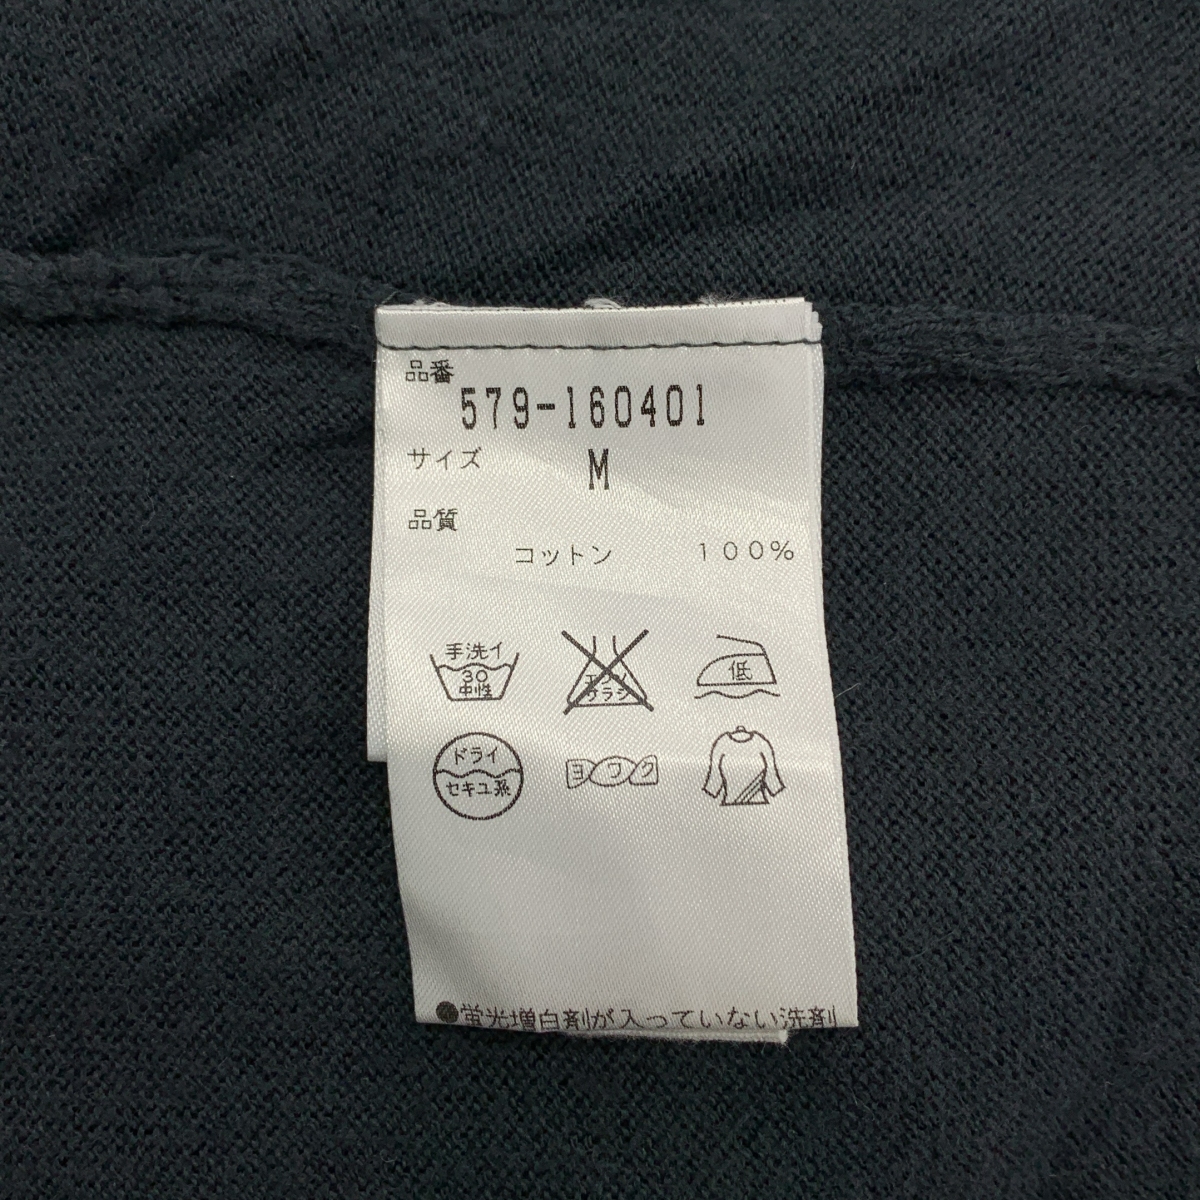 品番
579-160401
サイズ M
品質
コットン 100%
手洗イ
30
中性
エンソ
サラシ
低
ドライ
セキユ系
ヨワク
●蛍光増白剤が入っていない洗剤